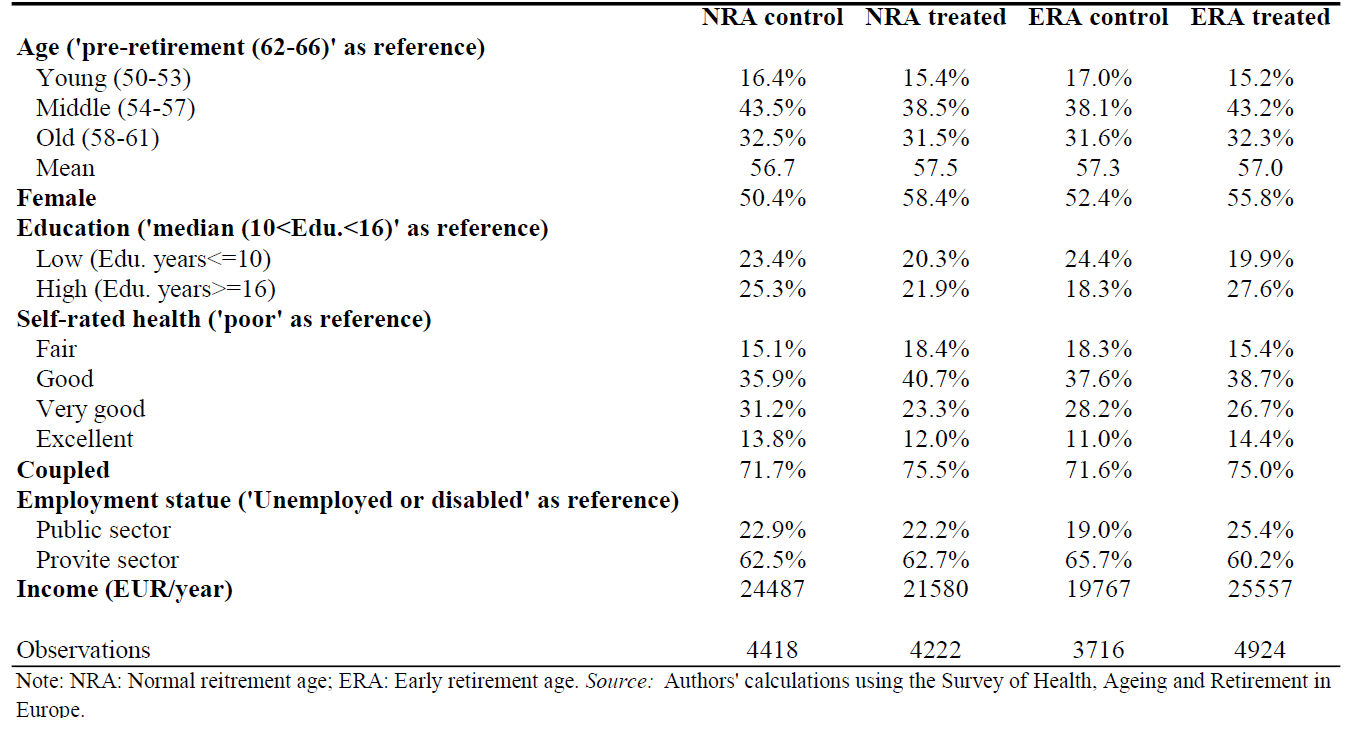 NRA control NRA treated ERA control ERA treated
Age ('pre-retirement (62-66)' as reference)
Young (50-53) 16.4% 15.4% 17.0% 15.2%
Middle (54-57) 43.5% 38.5% 38.1% 43.2%
Old (58-61) 32.5% 31.5% 31.6% 32.3%
Mean 56.7 57.5 57.3 57.0
Female 50.4% 58.4% 52.4% 55.8%
Education ('median (10<Edu.<16)' as reference)
Low (Edu. years<=10) 23.4% 20.3% 24.4% 19.9%
High (Edu. years>=16) 25.3% 21.9% 18.3% 27.6%
Self-rated health ('poor' as reference)
Fair 15.1% 18.4% 18.3% 15.4%
Good 35.9% 40.7% 37.6% 38.7%
Very good 31.2% 23.3% 28.2% 26.7%
Excellent 13.8% 12.0% 11.0% 14.4%
Coupled 71.7% 75.5% 71.6% 75.0%
Employment statue ('Unemployed or disabled' as reference)
Public sector 22.9% 22.2% 19.0% 25.4%
Provite sector 62.5% 62.7% 65.7% 60.2%
Income (EUR/year) 24487 21580 19767 25557
Observations 4418 4222 3716 4924
Note: NRA: Normal reitrement age; ERA: Early retirement age. Source: Authors' calculations using the Survey of Health, Ageing and Retirement in
Europe.